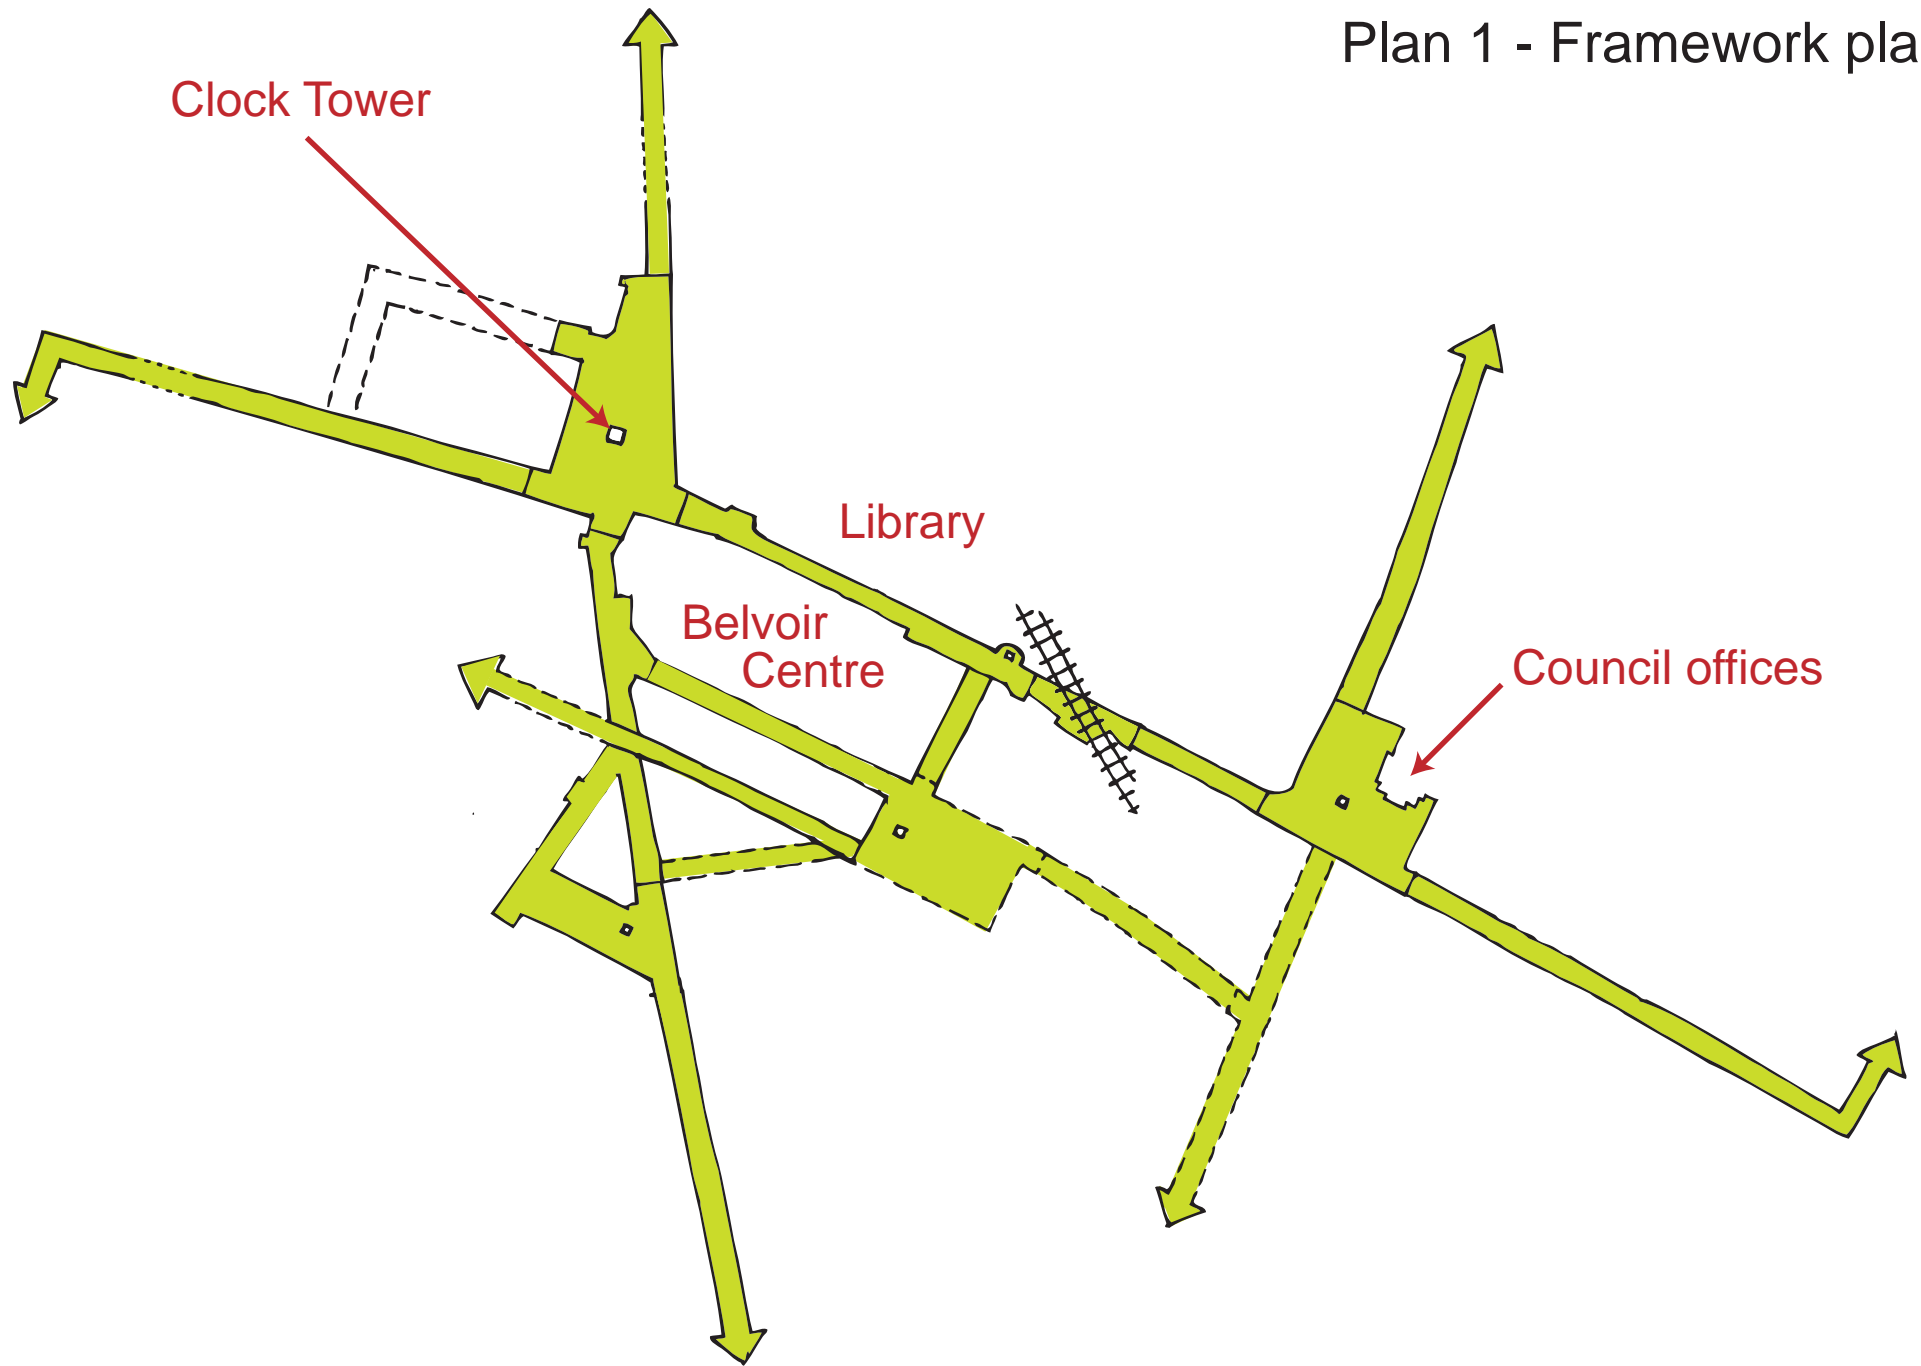 Plan 1 - Framework pla
Clock Tower
Library
Belvoir
Centre
Council offices